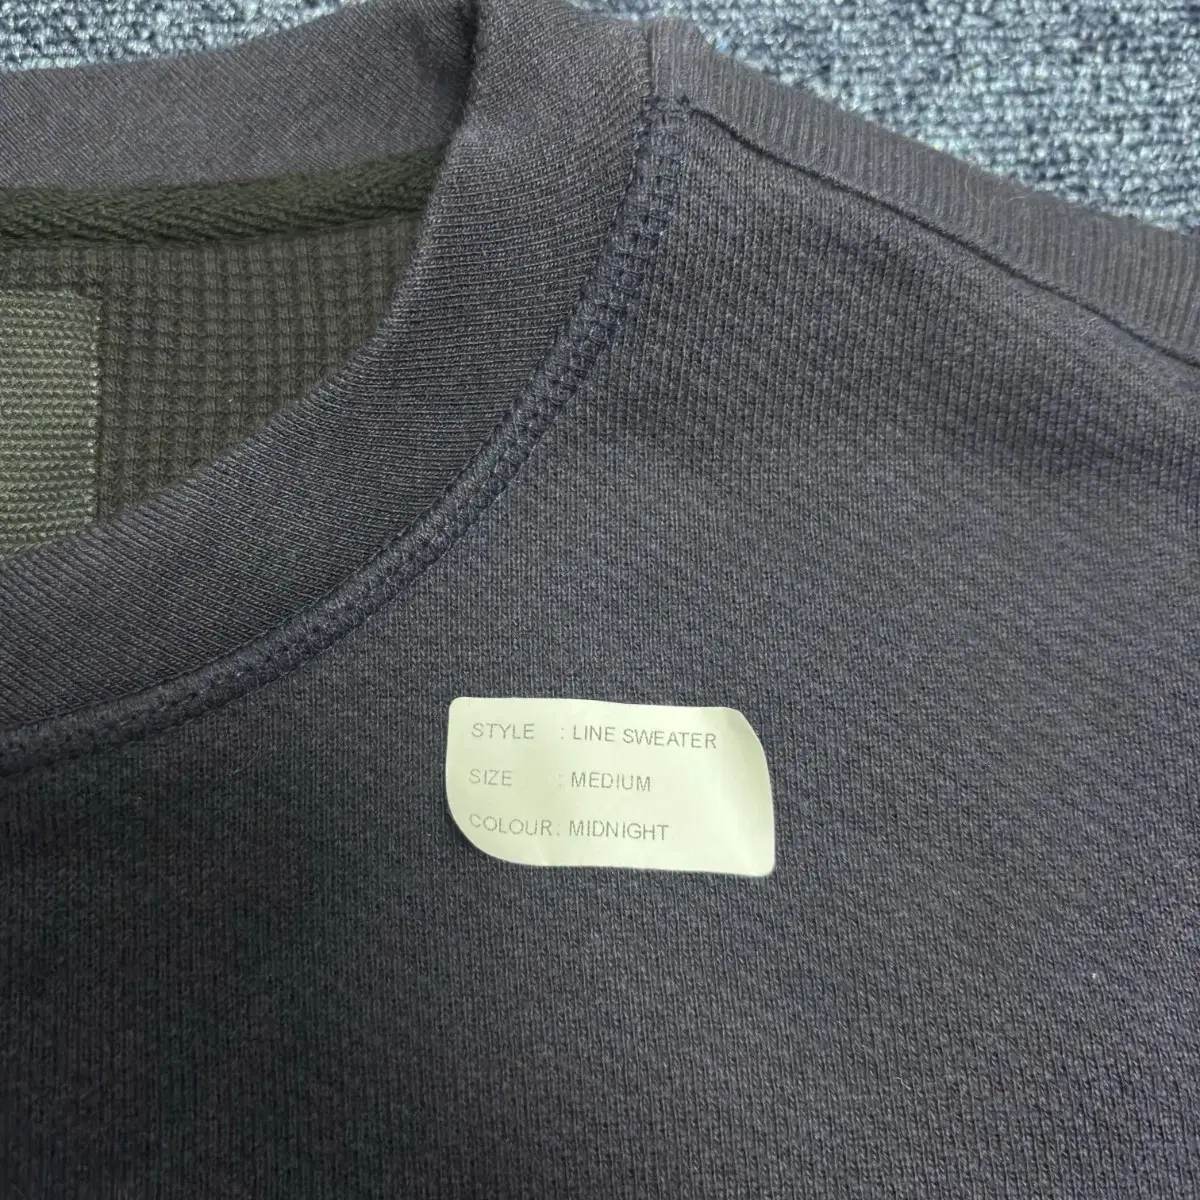 STYLE : LINE SWEATER
SIZE : MEDIUM
COLOUR: MIDNIGHT